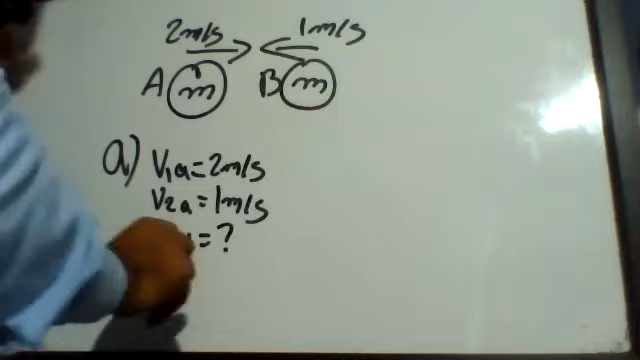 2m/s 1m/s
A m B m
a) V1a = 2m/s
V2a = 1m/s
= ?